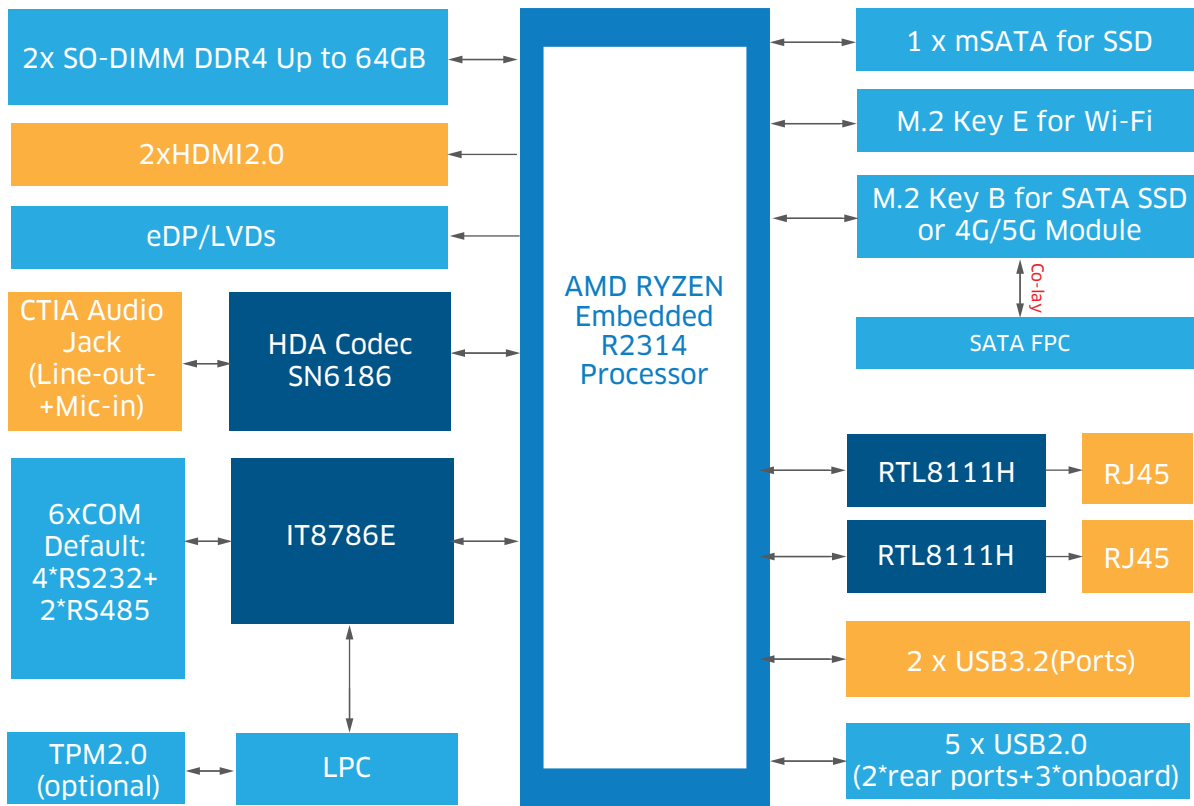 2x SO-DIMM DDR4 Up to 64GB
2xHDMI2.0
eDP/LVDs
CTIA Audio
Jack
(Line-out-
+Mic-in)
HDA Codec
SN6186
6xCOM
Default:
4*RS232+
2*RS485
IT8786E
TPM2.0
(optional)
LPC
AMD RYZEN
Embedded
R2314
Processor
1 x mSATA for SSD
M.2 Key E for Wi-Fi
M.2 Key B for SATA SSD
or 4G/5G Module
Co-lay
SATA FPC
RTL8111H
RJ45
RTL8111H
RJ45
2 x USB3.2(Ports)
5 x USB2.0
(2*rear ports+3*onboard)